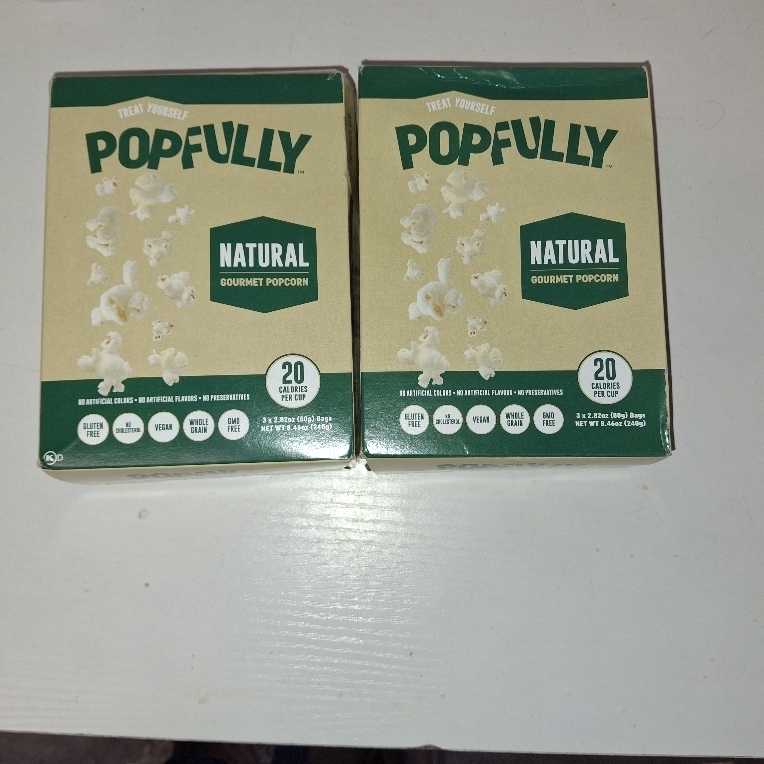 TREAT YOURSELF
POPFULLY™
NATURAL
GOURMET POPCORN
20
CALORIES
PER CUP
NO ARTIFICIAL COLORS • NO ARTIFICIAL FLAVORS • NO PRESERVATIVES
GLUTEN
FREE
NO
CHOLESTEROL
VEGAN
WHOLE
GRAIN
GMO
FREE
3 x 2.82oz (80g) Bags
NET WT 8.46oz (240g)
K D
POPFULLY
TREAT YOURSELF
POPFULLY™
NATURAL
GOURMET POPCORN
20
CALORIES
PER CUP
NO ARTIFICIAL COLORS • NO ARTIFICIAL FLAVORS • NO PRESERVATIVES
GLUTEN
FREE
NO
CHOLESTEROL
VEGAN
WHOLE
GRAIN
GMO
FREE
3 x 2.82oz (80g) Bags
NET WT 8.46oz (240g)
POPFULLY